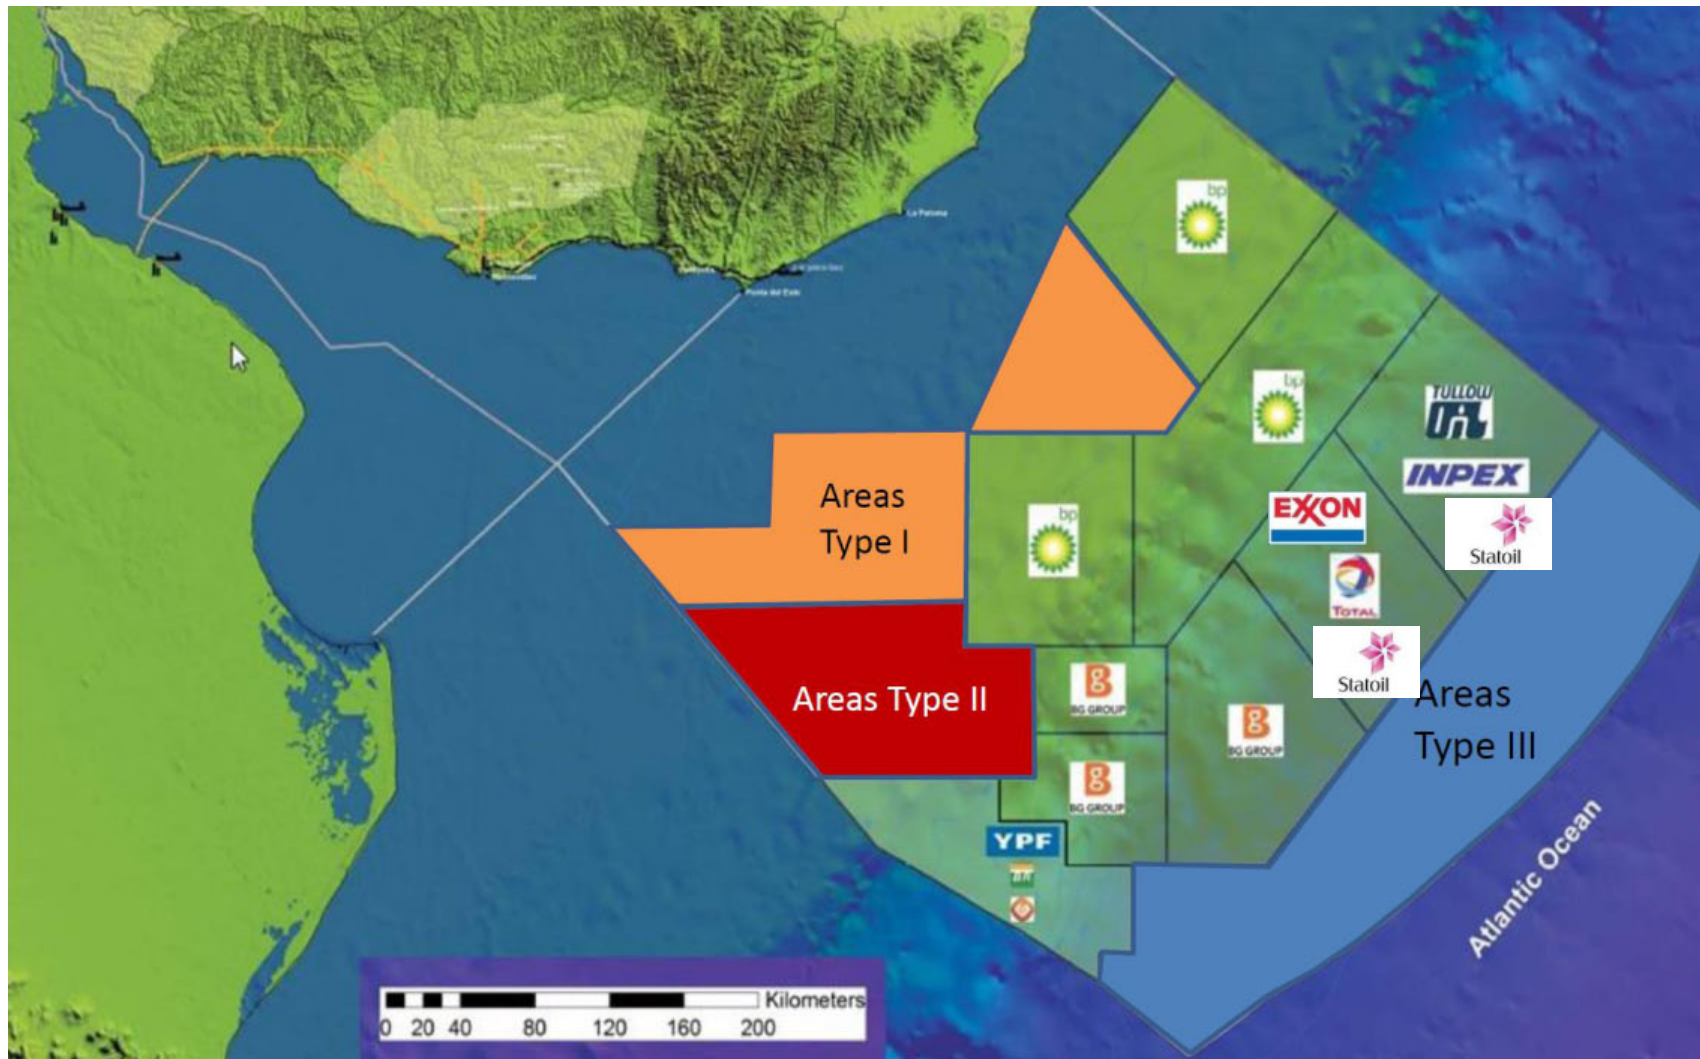 bp
La Paloma
Punta del Este
bp
TULLOW
OIL
INPEX
Areas
Type I
EXXON
bp
Statoil
TOTAL
Statoil
Areas Type II
BG GROUP
Areas
Type III
BG GROUP
BG GROUP
YPF
BR
Atlantic Ocean
Kilometers
0 20 40 80 120 160 200